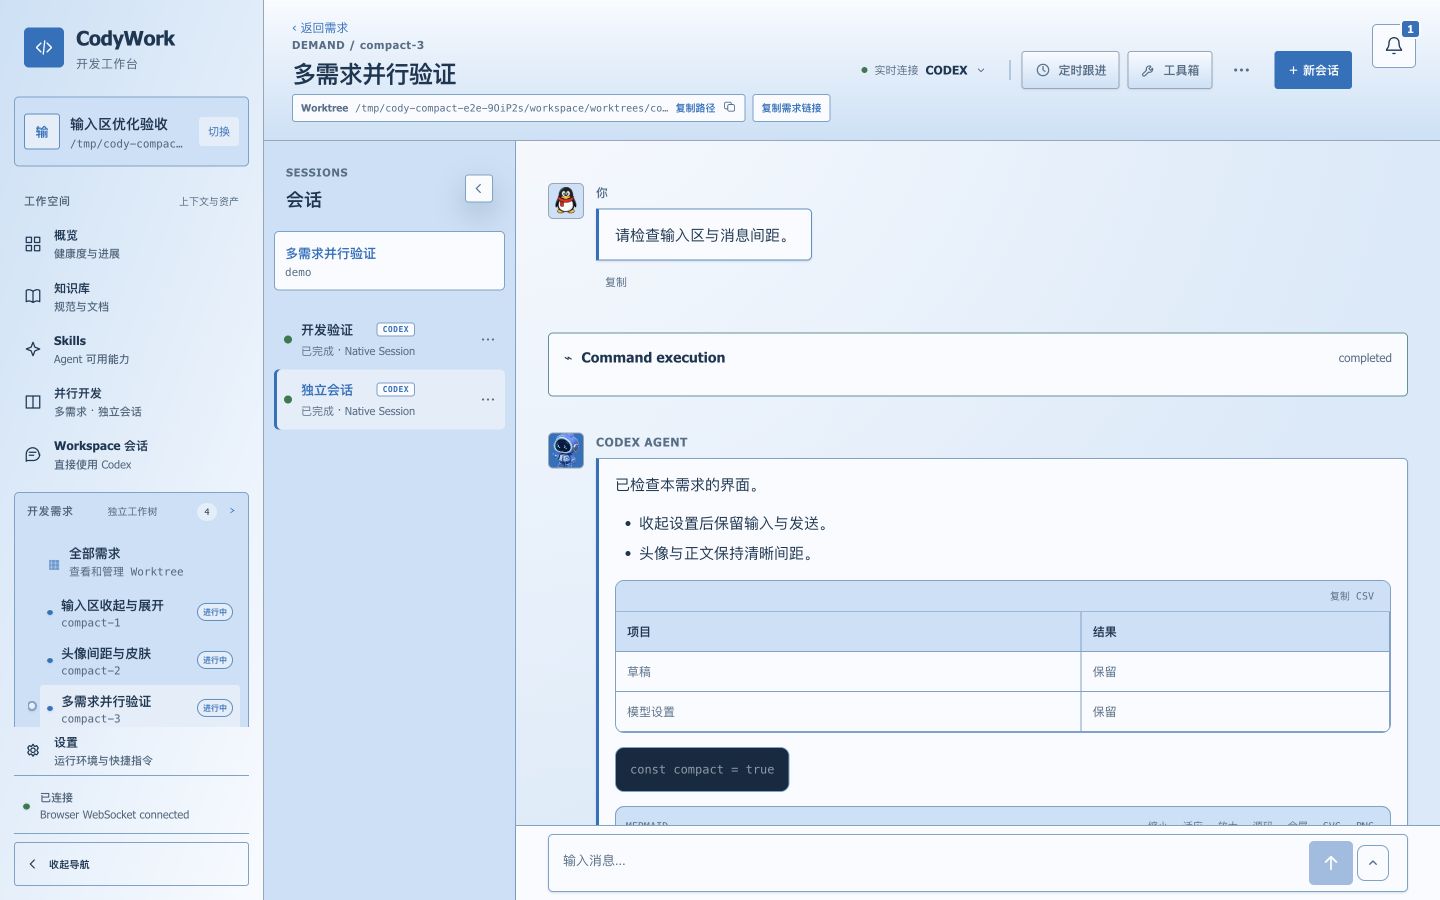 CodyWork
开发工作台
输
输入区优化验收
/tmp/cody-compac…
切换
工作空间
上下文与资产
概览
健康度与进展
知识库
规范与文档
Skills
Agent 可用能力
并行开发
多需求 · 独立会话
Workspace 会话
直接使用 Codex
开发需求
独立工作树
4
全部需求
查看和管理 Worktree
输入区收起与展开
compact-1
进行中
头像间距与皮肤
compact-2
进行中
多需求并行验证
compact-3
进行中
设置
运行环境与快捷指令
已连接
Browser WebSocket connected
收起导航
‹ 返回需求
DEMAND / compact-3
多需求并行验证
Worktree /tmp/cody-compact-e2e-9OiP2s/workspace/worktrees/co… 复制路径
复制需求链接
实时连接 CODEX
定时跟进
工具箱
+ 新会话
1
SESSIONS
会话
多需求并行验证
demo
开发验证 CODEX
已完成 · Native Session
独立会话 CODEX
已完成 · Native Session
你
请检查输入区与消息间距。
复制
Command execution
completed
CODEX AGENT
已检查本需求的界面。
• 收起设置后保留输入与发送。
• 头像与正文保持清晰间距。
复制 CSV
项目 结果
草稿 保留
模型设置 保留
const compact = true
MERMAID
缩小 适应 放大 源码 全屏 SVG PNG
输入消息...